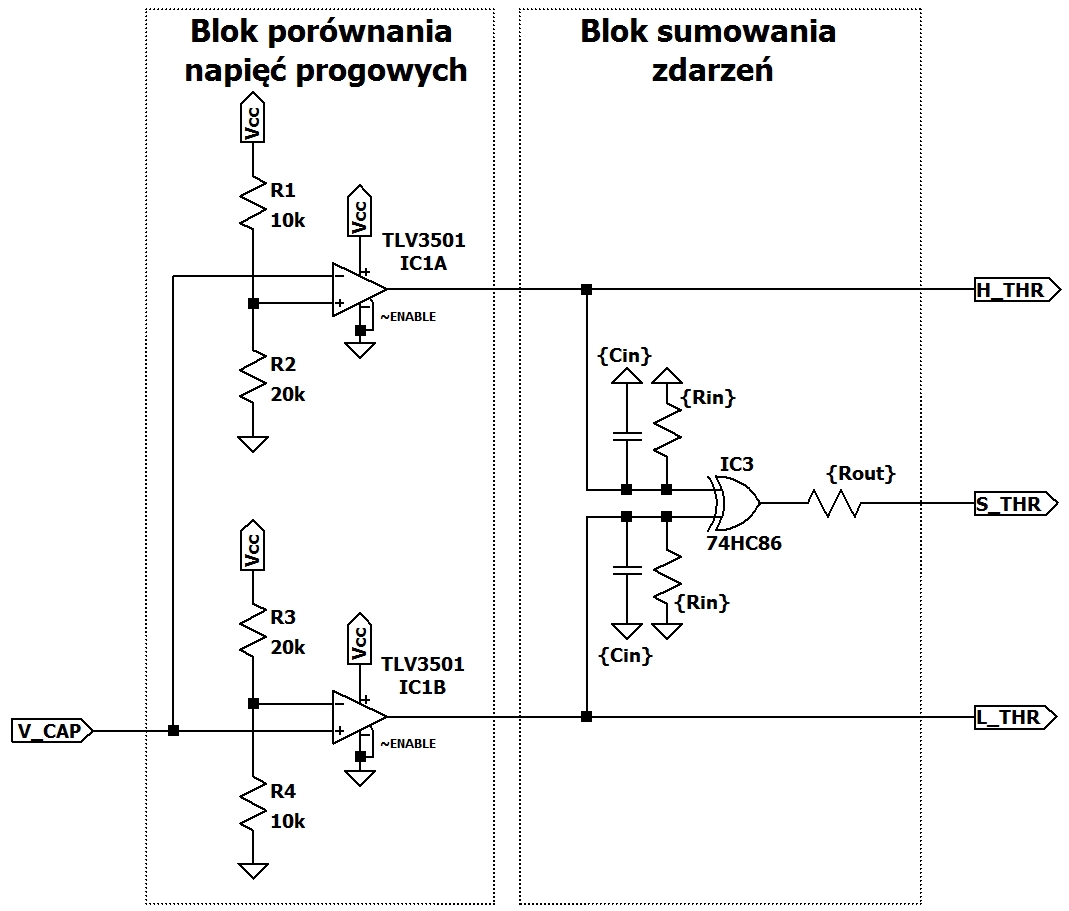 Blok porównania
napięć progowych
Blok sumowania
zdarzeń
Vcc
R1
10k
Vcc
TLV3501
IC1A
-
+
+
-
~ENABLE
H_THR
R2
20k
{Cin}
{Rin}
IC3
{Rout}
S_THR
74HC86
Vcc
{Rin}
{Cin}
R3
20k
Vcc
TLV3501
IC1B
-
+
+
-
~ENABLE
V_CAP
L_THR
R4
10k